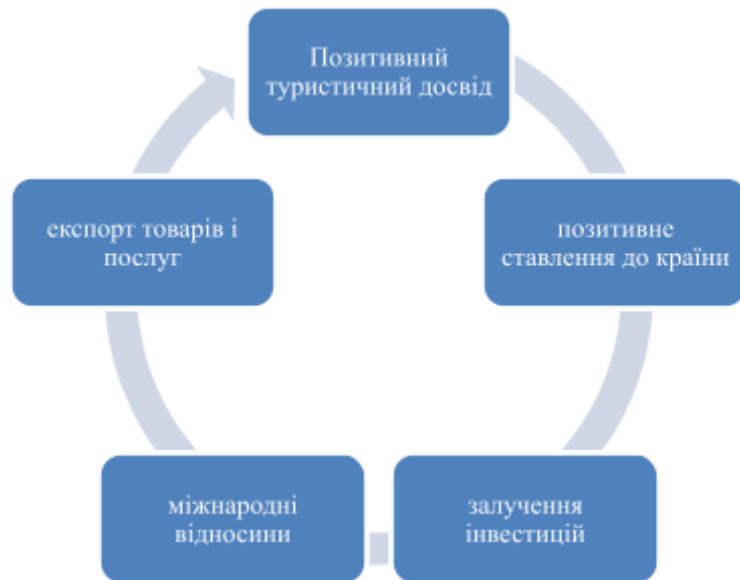 Позитивний
туристичний досвід
позитивне
ставлення до країни
залучення
інвестицій
міжнародні
відносини
експорт товарів і
послуг